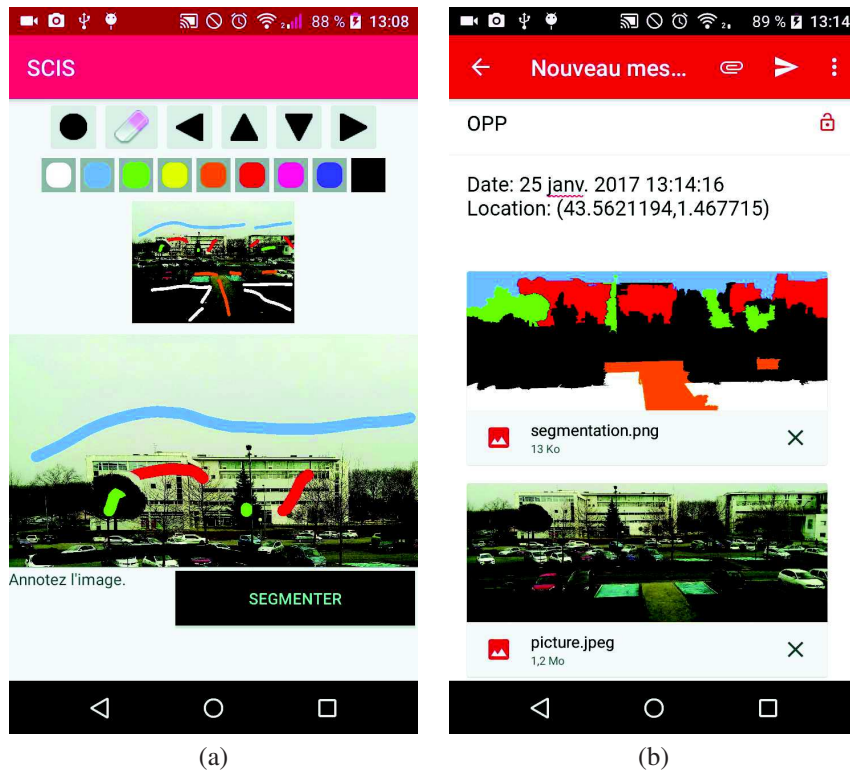 88 % 13:08
SCIS
Annotez l'image.
SEGMENTER
(a)
89 % 13:14
Nouveau mes...
OPP
Date: 25 janv. 2017 13:14:16
Location: (43.5621194,1.467715)
segmentation.png
13 Ko
picture.jpeg
1,2 Mo
(b)